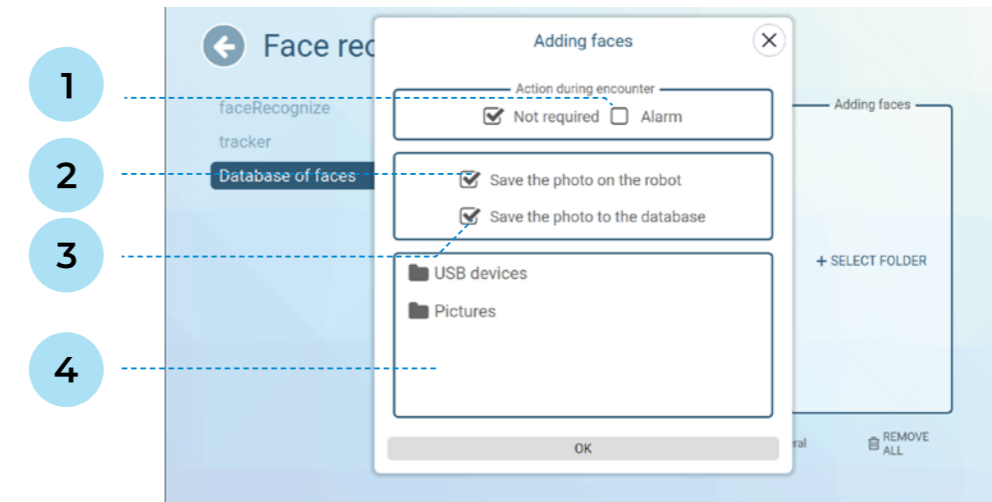 1
2
3
4
Face rec
faceRecognize
tracker
Database of faces
Adding faces
Action during encounter
Not required Alarm
Save the photo on the robot
Save the photo to the database
USB devices
Pictures
OK
Adding faces
+ SELECT FOLDER
ral
REMOVE
ALL